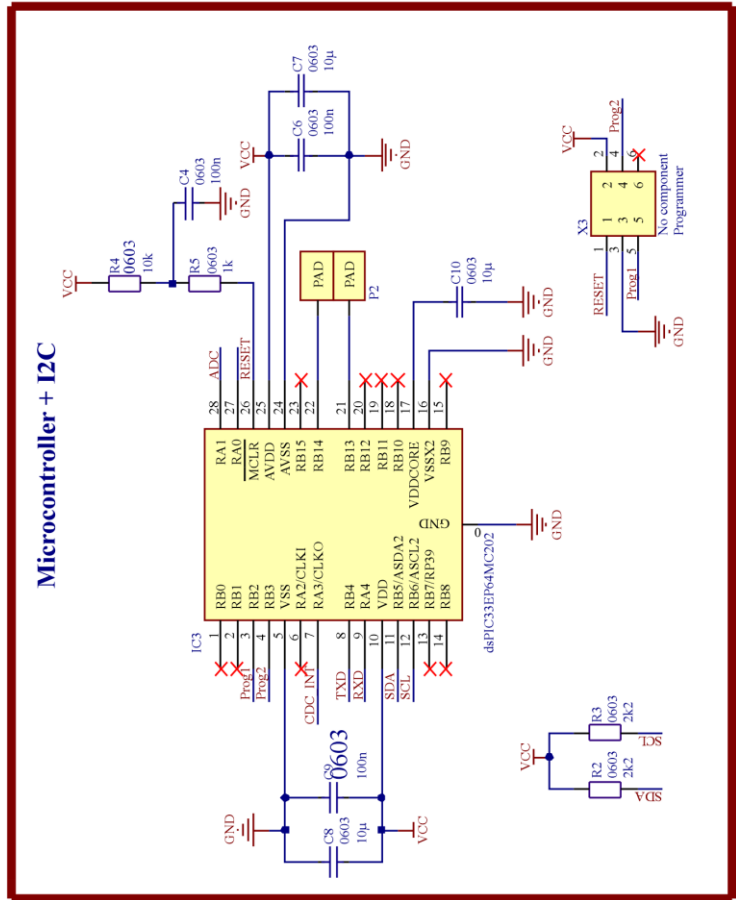 Microcontroller + I2C
VCC
R4
0603
10k
C4
0603
100n
GND
R5
0603
1k
VCC
C7
0603
10µ
C6
0603
100n
GND
PAD
PAD
P2
C10
0603
10µ
GND
GND
VCC
Prog2
2
4
6
X3
2
4
6
1
3
5
No component
Programmer
1
3
5
RESET
Prog1
GND
ADC
RESET
28
27
26
25
24
23
22
21
20
19
18
17
16
15
RA1
RA0
MCLR
AVDD
AVSS
RB15
RB14
RB13
RB12
RB11
RB10
VDDCORE
VSSX2
RB9
GND
0
GND
RB0
RB1
RB2
RB3
VSS
RA2/CLKI
RA3/CLKO
RB4
RA4
VDD
RB5/ASDA2
RB6/ASCL2
RB7/RP39
RB8
IC3
dsPIC33EP64MC202
1
2
3
4
5
6
7
8
9
10
11
12
13
14
Prog1
Prog2
CDC_INT
TXD
RXD
SDA
SCL
GND
C9
0603
100n
C8
0603
10µ
VCC
VCC
R3
0603
2k2
SCL
R2
0603
2k2
SDA